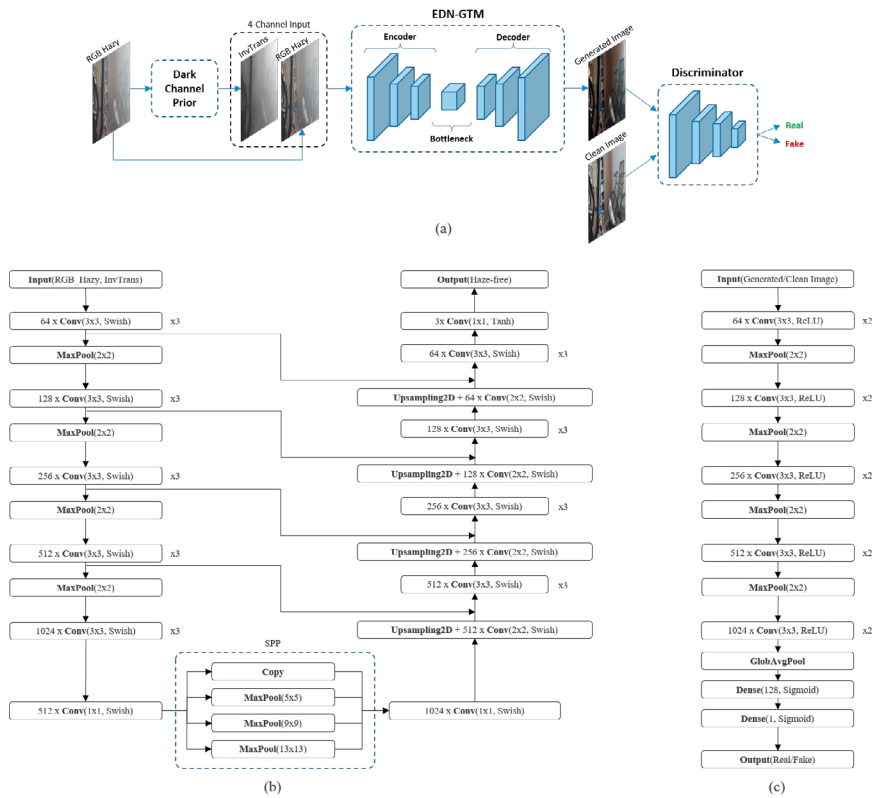 EDN-GTM
4 Channel Input
RGB Hazy
InvTrans
RGB Hazy
Encoder
Decoder
Generated Image
Dark
Channel
Prior
Discriminator
Bottleneck
Real
Fake
Clean Image
(a)
Input(RGB_Hazy, InvTrans)
64 x Conv(3x3, Swish) x3
MaxPool(2x2)
128 x Conv(3x3, Swish) x3
MaxPool(2x2)
256 x Conv(3x3, Swish) x3
MaxPool(2x2)
512 x Conv(3x3, Swish) x3
MaxPool(2x2)
1024 x Conv(3x3, Swish) x3
512 x Conv(1x1, Swish)
SPP
Copy
MaxPool(5x5)
MaxPool(9x9)
MaxPool(13x13)
Output(Haze-free)
3x Conv(1x1, Tanh)
64 x Conv(3x3, Swish) x3
Upsampling2D + 64 x Conv(2x2, Swish)
128 x Conv(3x3, Swish) x3
Upsampling2D + 128 x Conv(2x2, Swish)
256 x Conv(3x3, Swish) x3
Upsampling2D + 256 x Conv(2x2, Swish)
512 x Conv(3x3, Swish) x3
Upsampling2D + 512 x Conv(2x2, Swish)
1024 x Conv(1x1, Swish)
(b)
Input(Generated/Clean Image)
64 x Conv(3x3, ReLU) x2
MaxPool(2x2)
128 x Conv(3x3, ReLU) x2
MaxPool(2x2)
256 x Conv(3x3, ReLU) x2
MaxPool(2x2)
512 x Conv(3x3, ReLU) x2
MaxPool(2x2)
1024 x Conv(3x3, ReLU) x2
GlobAvgPool
Dense(128, Sigmoid)
Dense(1, Sigmoid)
Output(Real/Fake)
(c)